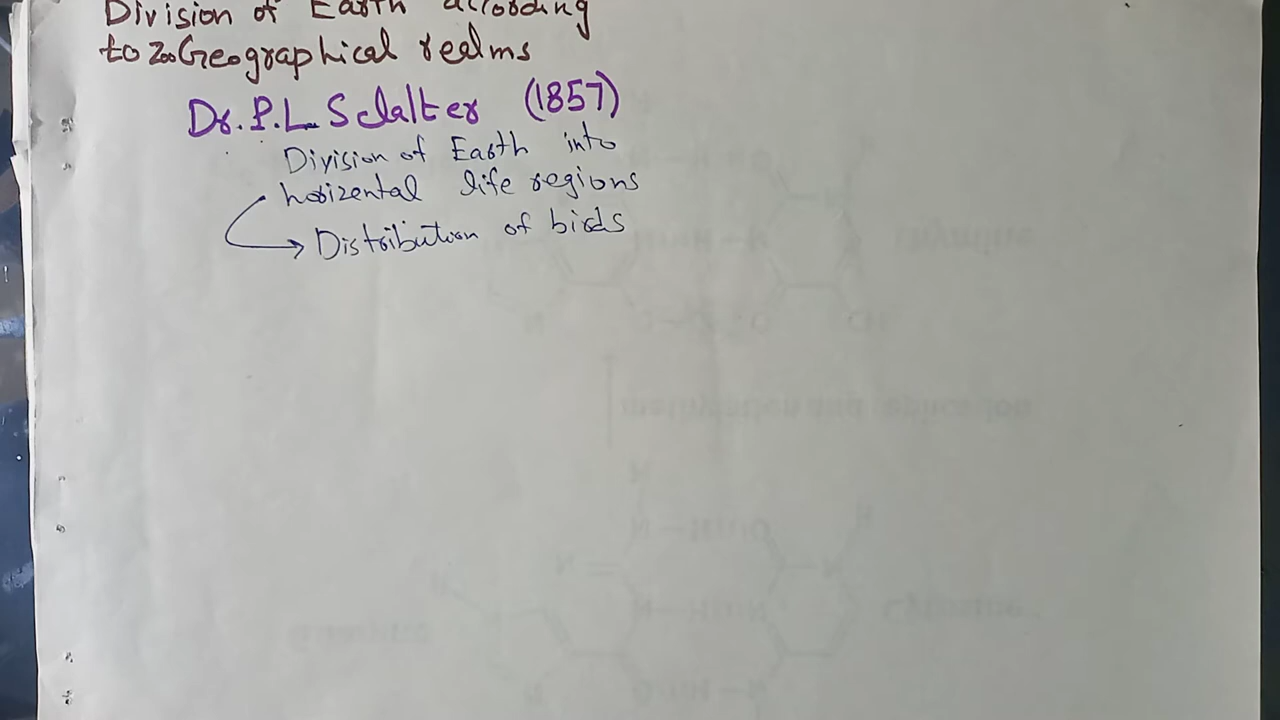 Division of Earth according
to ZooGeographical realms
Dr. P.L. Sclalter (1857)
Division of Earth into
horizental life regions
Distribution of birds